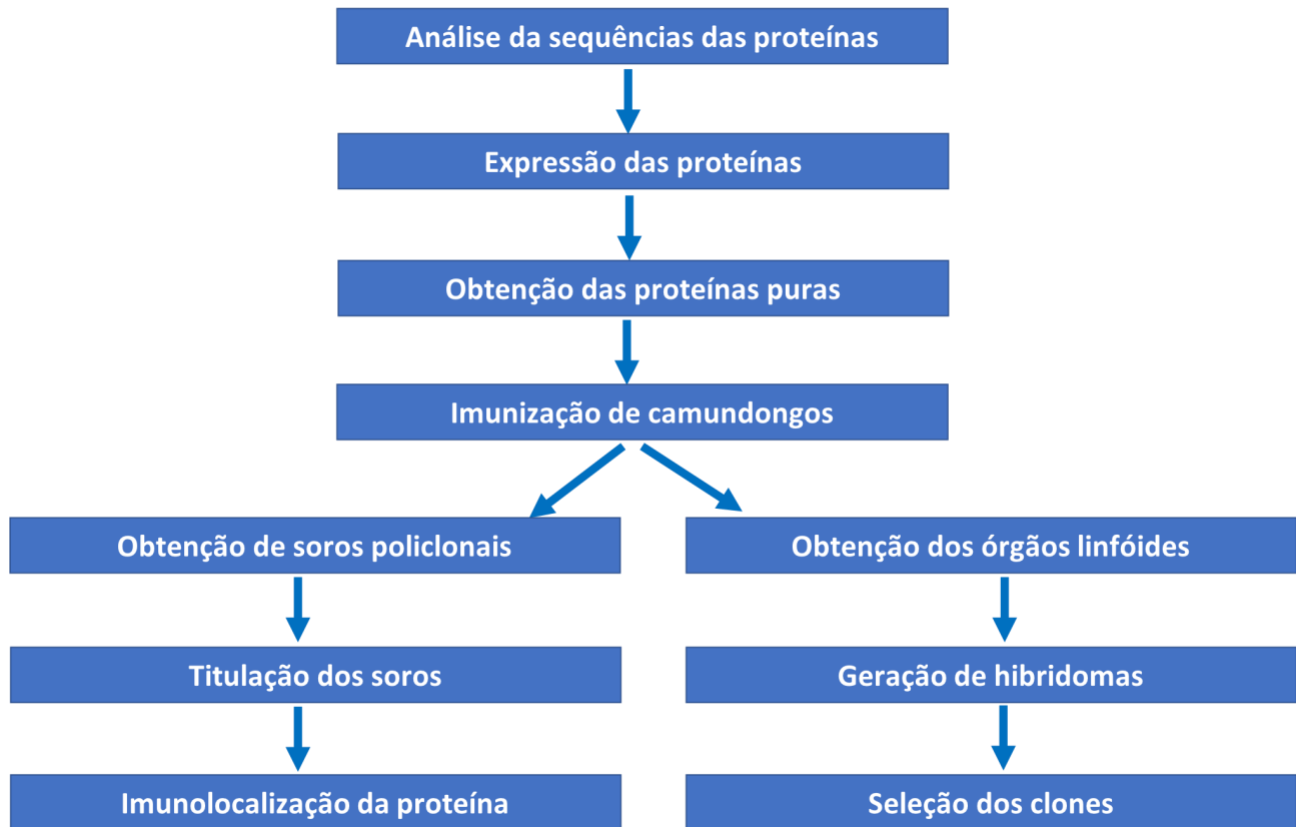 Análise da sequências das proteínas
Expressão das proteínas
Obtenção das proteínas puras
Imunização de camundongos
Obtenção de soros policlonais
Obtenção dos órgãos linfóides
Titulação dos soros
Geração de hibridomas
Imunolocalização da proteína
Seleção dos clones